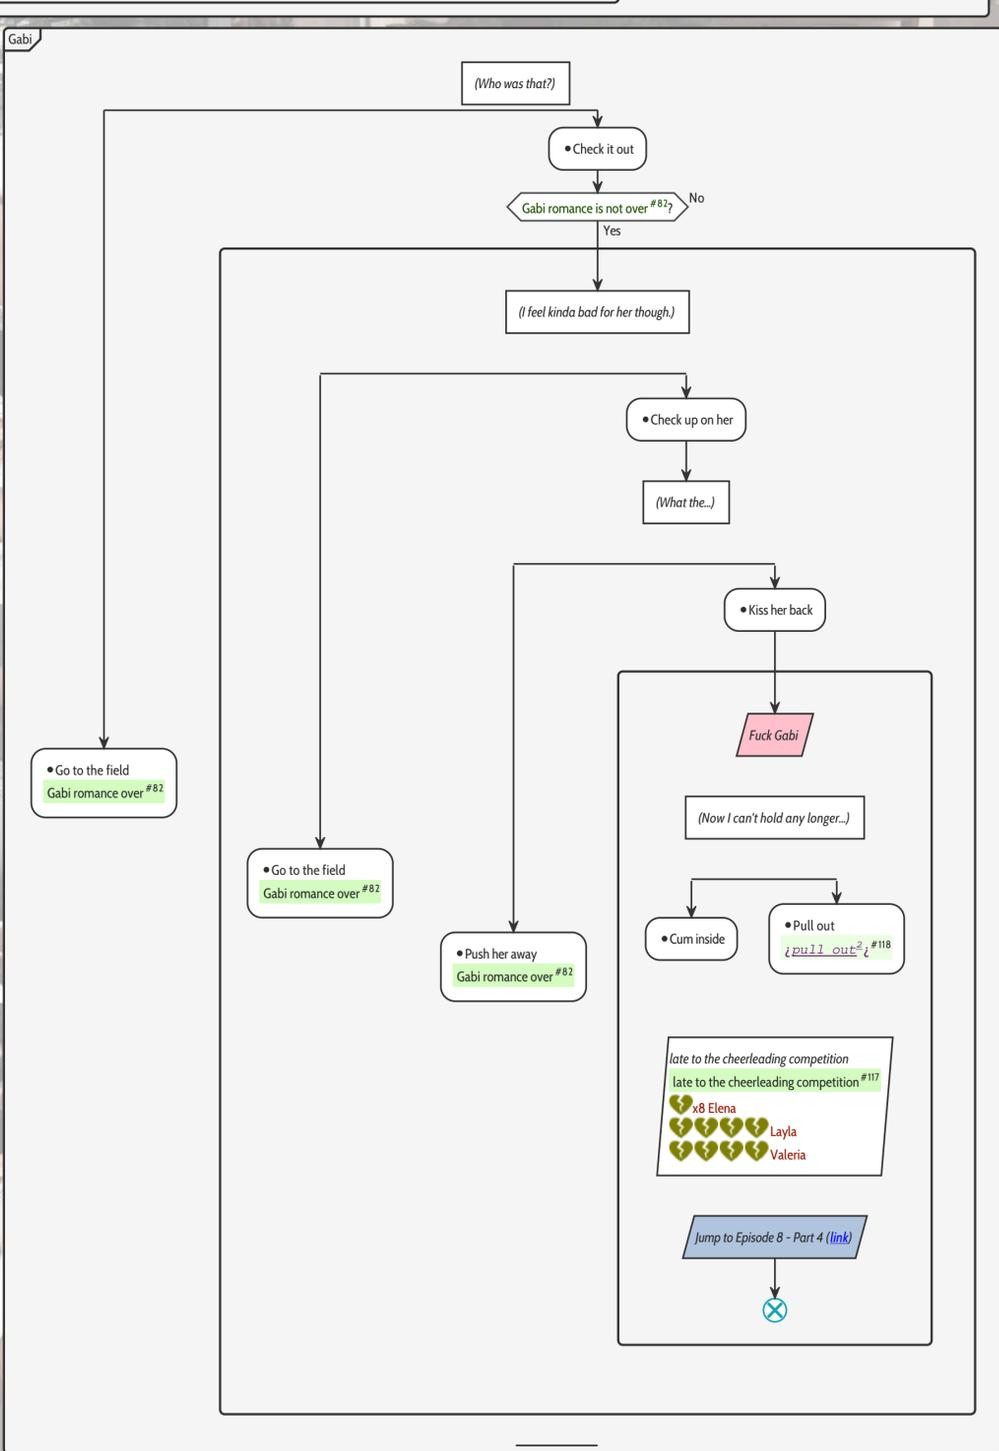 Gabi
(Who was that?)
•Check it out
Gabi romance is not over #82?
No
Yes
(I feel kinda bad for her though.)
•Check up on her
(What the...)
•Kiss her back
Fuck Gabi
•Go to the field
Gabi romance over #82
(Now I can't hold any longer...)
•Go to the field
Gabi romance over #82
•Cum inside
•Pull out
¿pull out²¿ #118
•Push her away
Gabi romance over #82
late to the cheerleading competition
late to the cheerleading competition #117
x8 Elena
Layla
Valeria
Jump to Episode 8 - Part 4 (link)